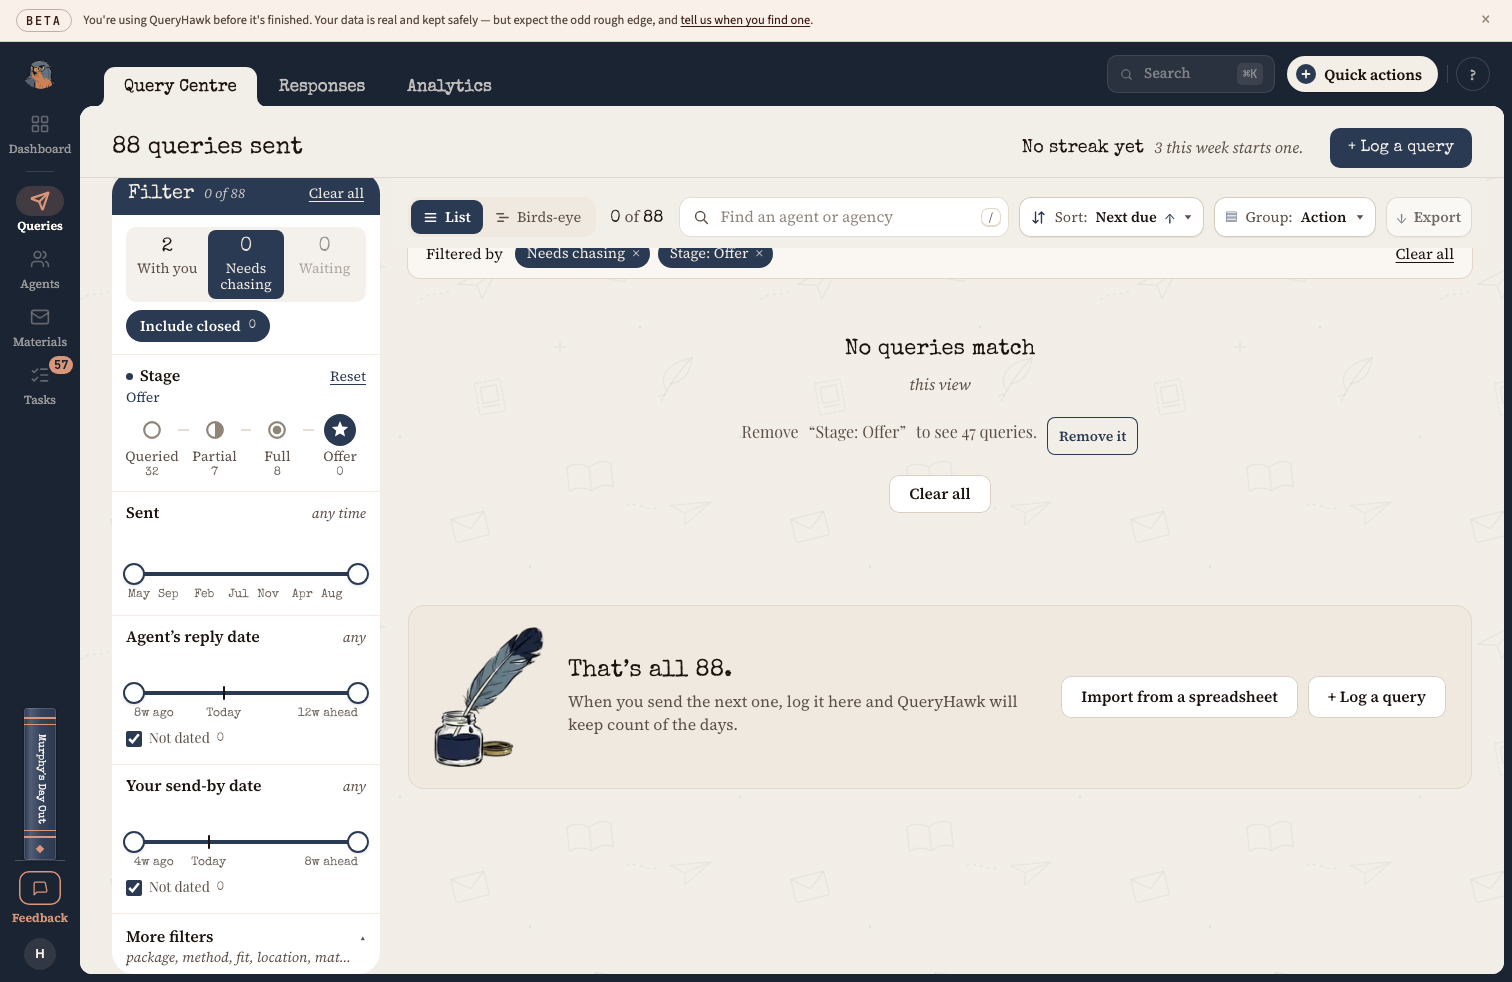 BETA
You're using QueryHawk before it's finished. Your data is real and kept safely — but expect the odd rough edge, and tell us when you find one.
×
Query Centre
Responses
Analytics
Search
⌘K
+ Quick actions
?
Dashboard
Queries
Agents
Materials
57
Tasks
Murphy's Day Out
Feedback
H
88 queries sent
No streak yet 3 this week starts one.
+ Log a query
Filter 0 of 88 Clear all
2
With you
0
Needs
chasing
0
Waiting
Include closed 0
Stage Reset
Offer
Queried Partial Full Offer
32 7 8 0
Sent any time
May Sep Feb Jul Nov Apr Aug
Agent's reply date any
8w ago Today 12w ahead
Not dated 0
Your send-by date any
4w ago Today 8w ahead
Not dated 0
More filters
package, method, fit, location, mat...
List
Birds-eye
0 of 88
Find an agent or agency
/
Sort: Next due ↑
Group: Action
↓ Export
Filtered by Needs chasing × Stage: Offer × Clear all
No queries match
this view
Remove “Stage: Offer” to see 47 queries. Remove it
Clear all
That's all 88.
When you send the next one, log it here and QueryHawk will
keep count of the days.
Import from a spreadsheet
+ Log a query